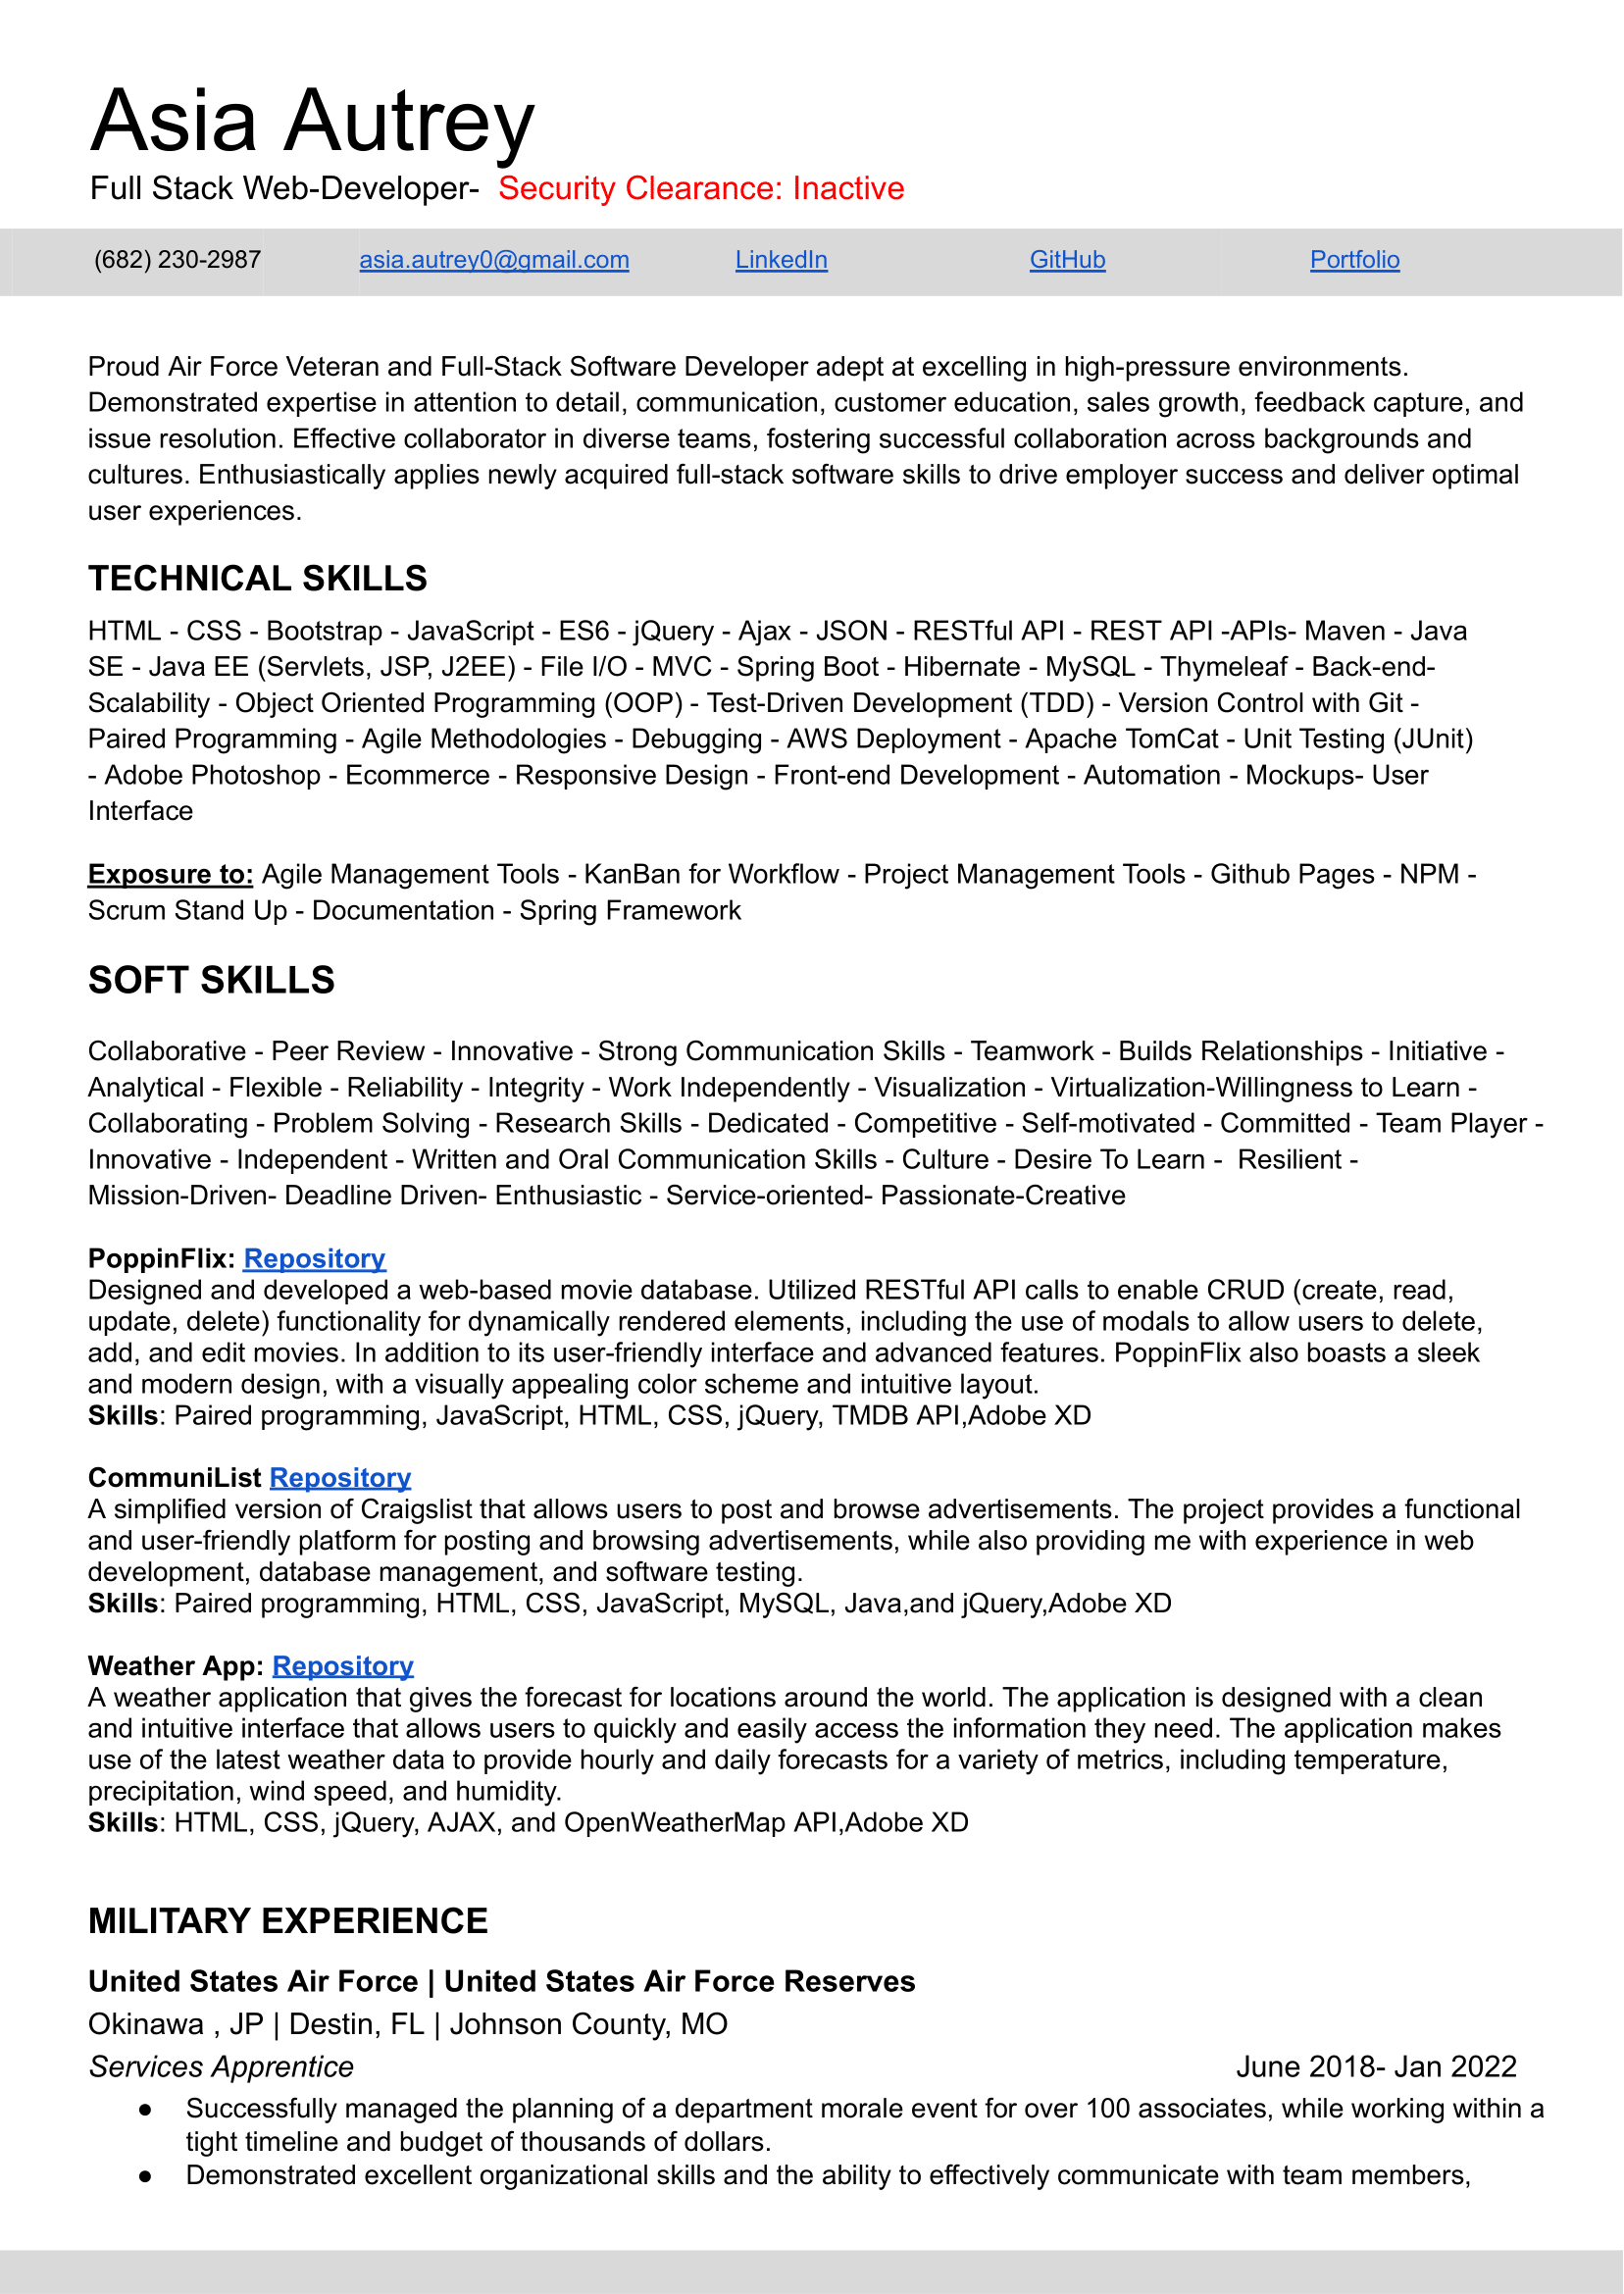 Asia Autrey
Full Stack Web-Developer-  Security Clearance: Inactive
(682) 230-2987 asia.autrey0@gmail.com LinkedIn GitHub Portfolio
Proud Air Force Veteran and Full-Stack Software Developer adept at excelling in high-pressure environments.
Demonstrated expertise in attention to detail, communication, customer education, sales growth, feedback capture, and
issue resolution. Effective collaborator in diverse teams, fostering successful collaboration across backgrounds and
cultures. Enthusiastically applies newly acquired full-stack software skills to drive employer success and deliver optimal
user experiences.
TECHNICAL SKILLS
HTML - CSS - Bootstrap - JavaScript - ES6 - jQuery - Ajax - JSON - RESTful API - REST API -APIs- Maven - Java
SE - Java EE (Servlets, JSP, J2EE) - File I/O - MVC - Spring Boot - Hibernate - MySQL - Thymeleaf - Back-end-
Scalability - Object Oriented Programming (OOP) - Test-Driven Development (TDD) - Version Control with Git -
Paired Programming - Agile Methodologies - Debugging - AWS Deployment - Apache TomCat - Unit Testing (JUnit)
- Adobe Photoshop - Ecommerce - Responsive Design - Front-end Development - Automation - Mockups- User
Interface
Exposure to: Agile Management Tools - KanBan for Workflow - Project Management Tools - Github Pages - NPM -
Scrum Stand Up - Documentation - Spring Framework
SOFT SKILLS
Collaborative - Peer Review - Innovative - Strong Communication Skills - Teamwork - Builds Relationships - Initiative -
Analytical - Flexible - Reliability - Integrity - Work Independently - Visualization - Virtualization-Willingness to Learn -
Collaborating - Problem Solving - Research Skills - Dedicated - Competitive - Self-motivated - Committed - Team Player -
Innovative - Independent - Written and Oral Communication Skills - Culture - Desire To Learn -  Resilient -
Mission-Driven- Deadline Driven- Enthusiastic - Service-oriented- Passionate-Creative
PoppinFlix: Repository
Designed and developed a web-based movie database. Utilized RESTful API calls to enable CRUD (create, read,
update, delete) functionality for dynamically rendered elements, including the use of modals to allow users to delete,
add, and edit movies. In addition to its user-friendly interface and advanced features. PoppinFlix also boasts a sleek
and modern design, with a visually appealing color scheme and intuitive layout.
Skills: Paired programming, JavaScript, HTML, CSS, jQuery, TMDB API,Adobe XD
CommuniList Repository
A simplified version of Craigslist that allows users to post and browse advertisements. The project provides a functional
and user-friendly platform for posting and browsing advertisements, while also providing me with experience in web
development, database management, and software testing.
Skills: Paired programming, HTML, CSS, JavaScript, MySQL, Java,and jQuery,Adobe XD
Weather App: Repository
A weather application that gives the forecast for locations around the world. The application is designed with a clean
and intuitive interface that allows users to quickly and easily access the information they need. The application makes
use of the latest weather data to provide hourly and daily forecasts for a variety of metrics, including temperature,
precipitation, wind speed, and humidity.
Skills: HTML, CSS, jQuery, AJAX, and OpenWeatherMap API,Adobe XD
MILITARY EXPERIENCE
United States Air Force | United States Air Force Reserves
Okinawa , JP | Destin, FL | Johnson County, MO
Services Apprentice June 2018- Jan 2022
● Successfully managed the planning of a department morale event for over 100 associates, while working within a
tight timeline and budget of thousands of dollars.
● Demonstrated excellent organizational skills and the ability to effectively communicate with team members,